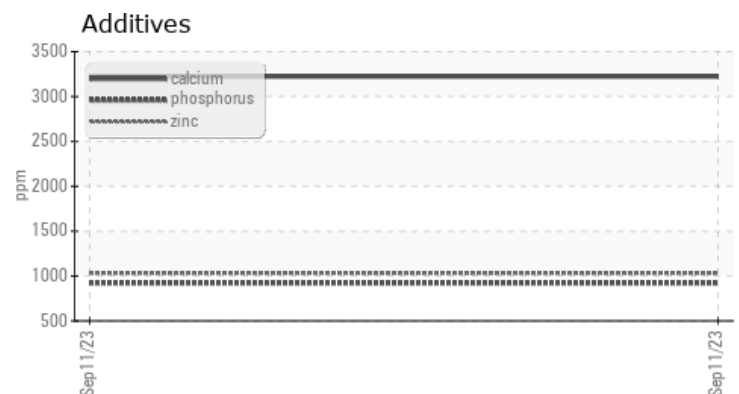 Additives
3500
3000
2500
2000
1500
1000
500
ppm
calcium
phosphorus
zinc
Sep11/23
Sep11/23